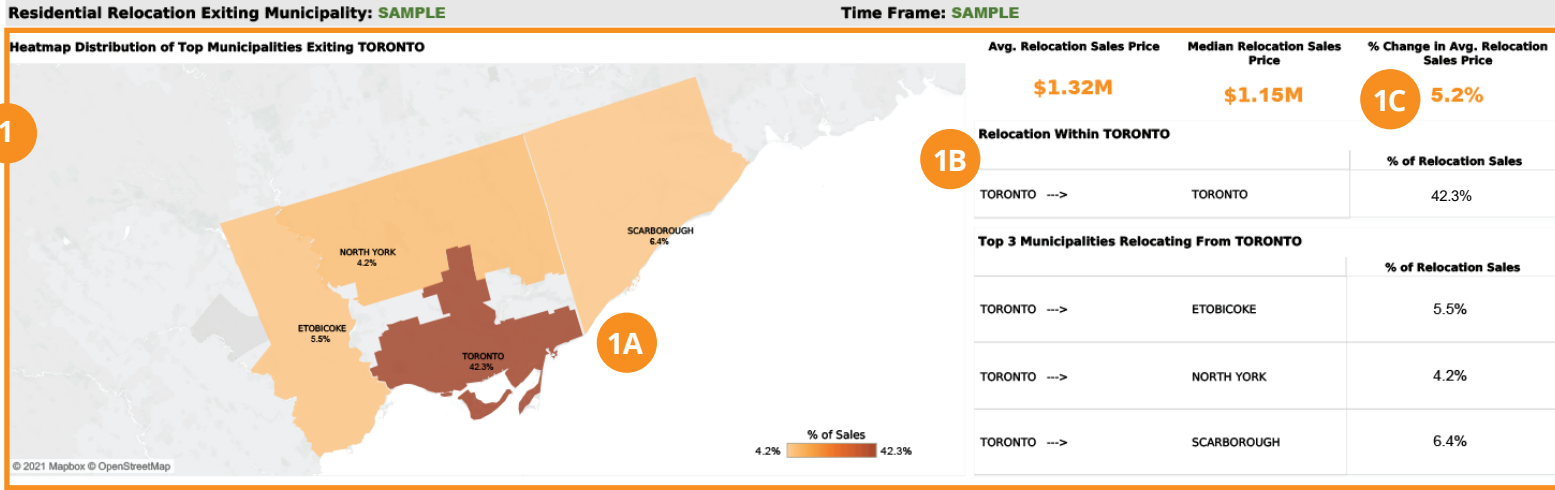 Residential Relocation Exiting Municipality: SAMPLE
Time Frame: SAMPLE
Heatmap Distribution of Top Municipalities Exiting TORONTO
1
NORTH YORK
4.2%
SCARBOROUGH
6.4%
ETOBICOKE
5.5%
TORONTO
42.3%
1A
% of Sales
4.2% 42.3%
© 2021 Mapbox © OpenStreetMap
Avg. Relocation Sales Price
$1.32M
Median Relocation Sales
Price
$1.15M
% Change in Avg. Relocation
Sales Price
1C 5.2%
1B
Relocation Within TORONTO
% of Relocation Sales
TORONTO ---> TORONTO 42.3%
Top 3 Municipalities Relocating From TORONTO
% of Relocation Sales
TORONTO ---> ETOBICOKE 5.5%
TORONTO ---> NORTH YORK 4.2%
TORONTO ---> SCARBOROUGH 6.4%